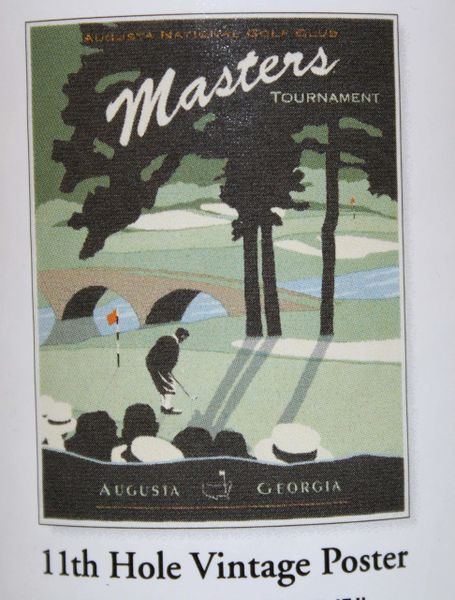 AUGUSTA NATIONAL GOLF CLUB
Masters
TOURNAMENT
AUGUSTA GEORGIA
11th Hole Vintage Poster